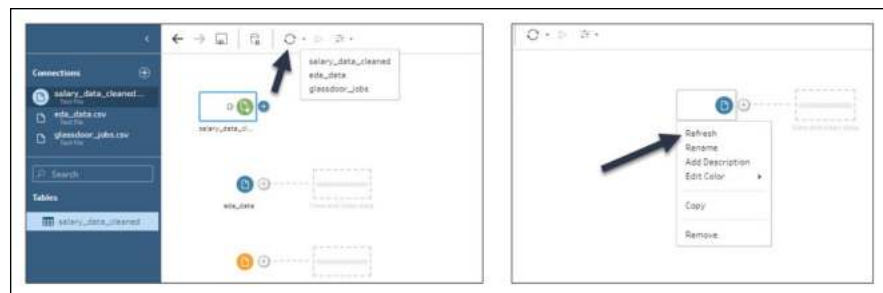 Connections
salary_data_cleaned...
Text file
eda_data.csv
Text file
glassdoor_jobs.csv
Text file
Search
Tables
salary_data_cleaned
salary_data_cleaned
eda_data
glassdoor_jobs
salary_data_cl...
eda_data
Refresh
Rename
Add Description
Edit Color
Copy
Remove